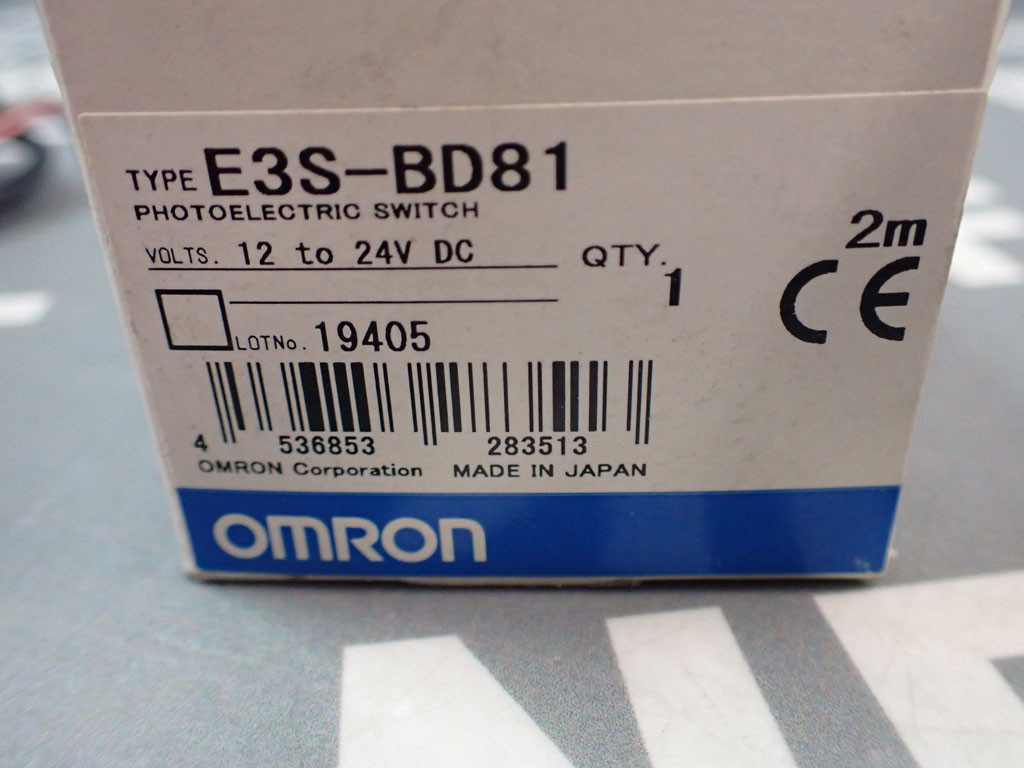 TYPE E3S-BD81
PHOTOELECTRIC SWITCH
2m
VOLTS. 12 to 24V DC QTY.
1
CE
LOTNo. 19405
4 536853 283513
OMRON Corporation MADE IN JAPAN
OMRON